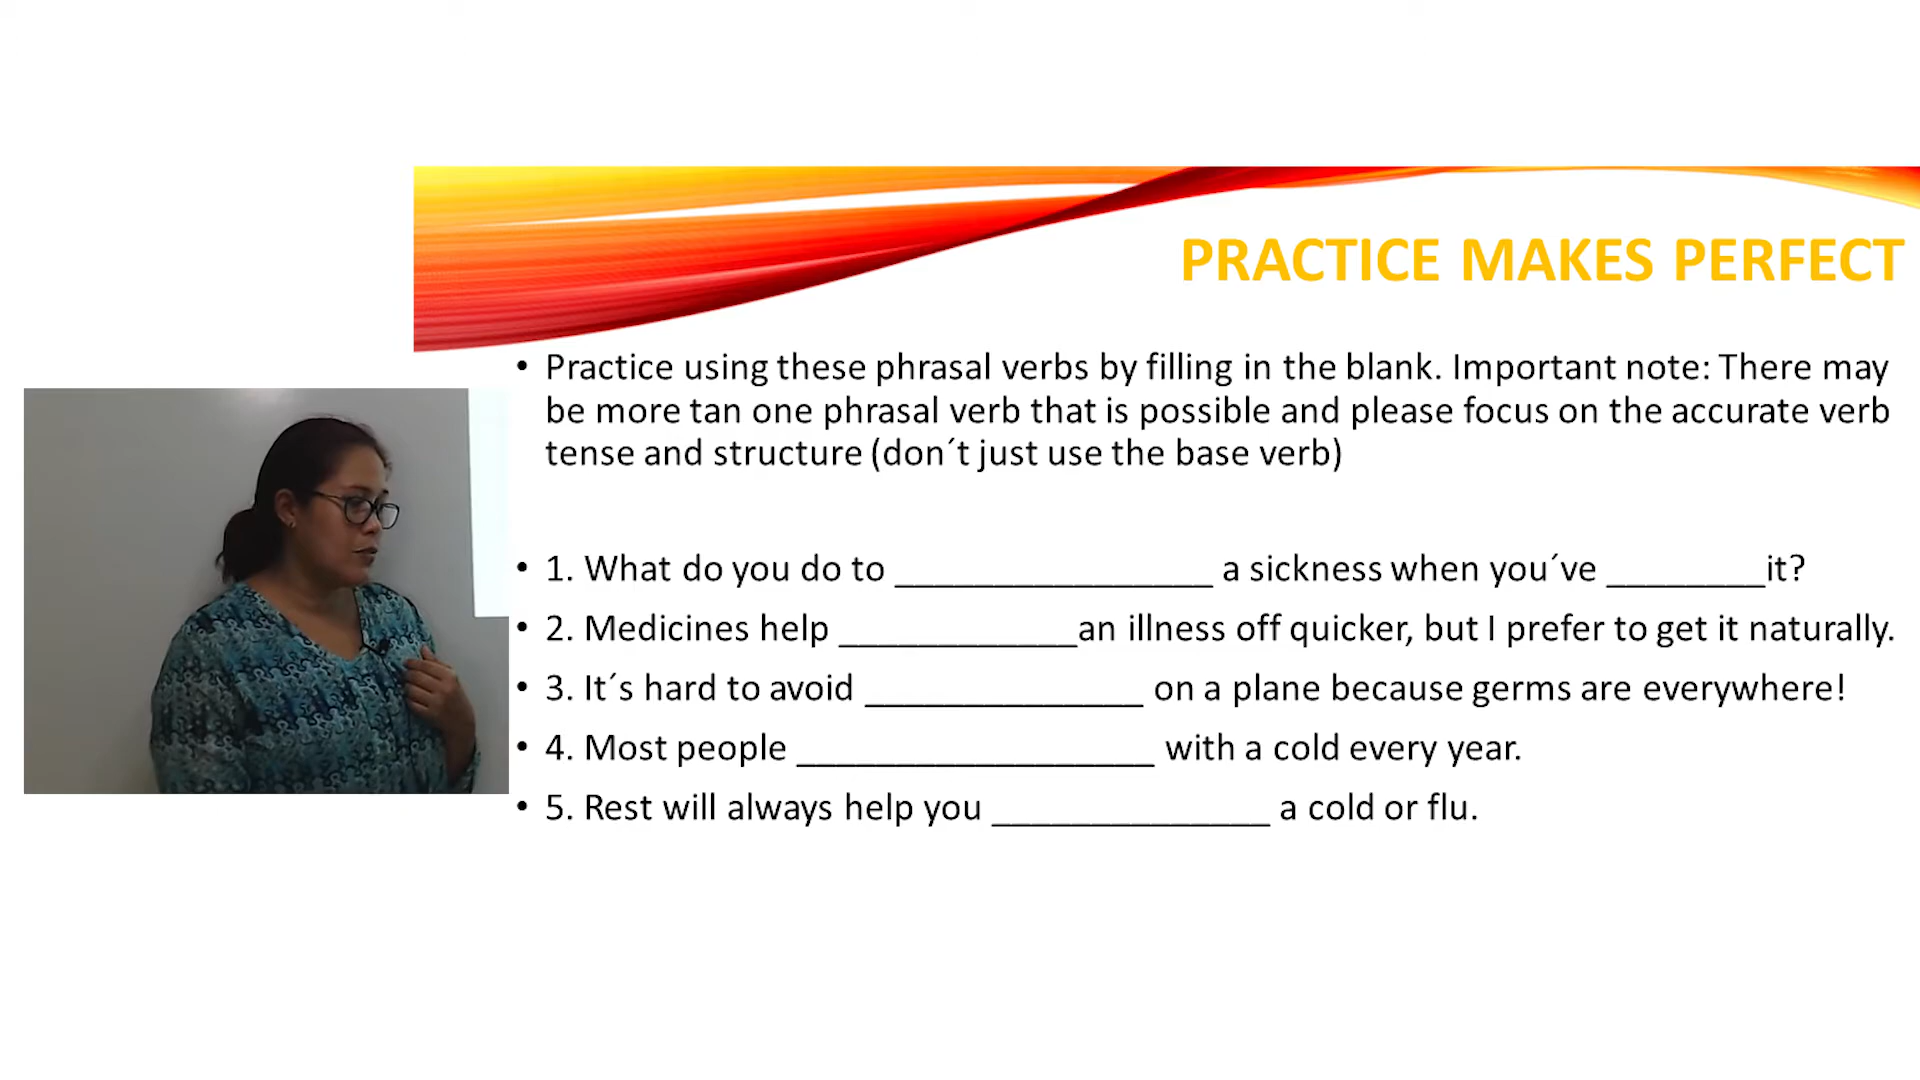 PRACTICE MAKES PERFECT
• Practice using these phrasal verbs by filling in the blank. Important note: There may
be more tan one phrasal verb that is possible and please focus on the accurate verb
tense and structure (don´t just use the base verb)
• 1. What do you do to ________________ a sickness when you´ve ________it?
• 2. Medicines help ____________an illness off quicker, but I prefer to get it naturally.
• 3. It´s hard to avoid ______________ on a plane because germs are everywhere!
• 4. Most people __________________ with a cold every year.
• 5. Rest will always help you ______________ a cold or flu.